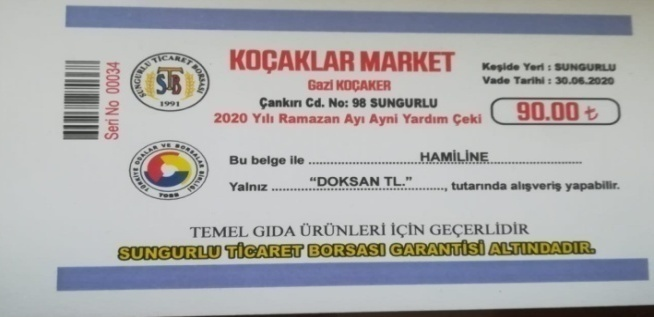 Seri No 00034
SUNGURLU TİCARET BORSASI
STB
1991
KOÇAKLAR MARKET
Gazi KOÇAKER
Çankırı Cd. No: 98 SUNGURLU
2020 Yılı Ramazan Ayı Ayni Yardım Çeki
Keşide Yeri : SUNGURLU
Vade Tarihi : 30.06.2020
90.00 ₺
TÜRKİYE ODALAR VE BORSALAR BİRLİĞİ
TOBB
Bu belge ile ........ HAMİLİNE ........
Yalnız ........ "DOKSAN TL." ........, tutarında alışveriş yapabilir.
TEMEL GIDA ÜRÜNLERİ İÇİN GEÇERLİDİR
SUNGURLU TİCARET BORSASI GARANTİSİ ALTINDADIR.